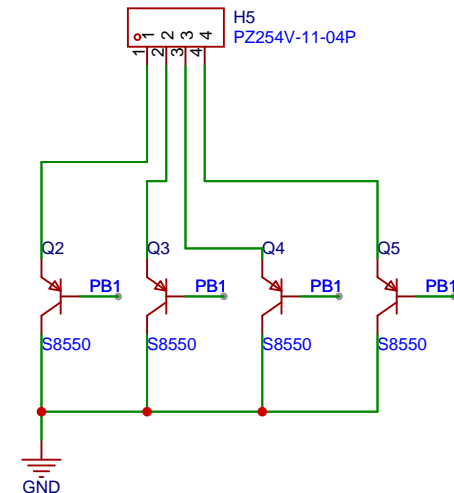 H5
PZ254V-11-04P
1 2 3 4
1 2 3 4
Q2 Q3 Q4 Q5
PB1 PB1 PB1 PB1
S8550 S8550 S8550 S8550
GND